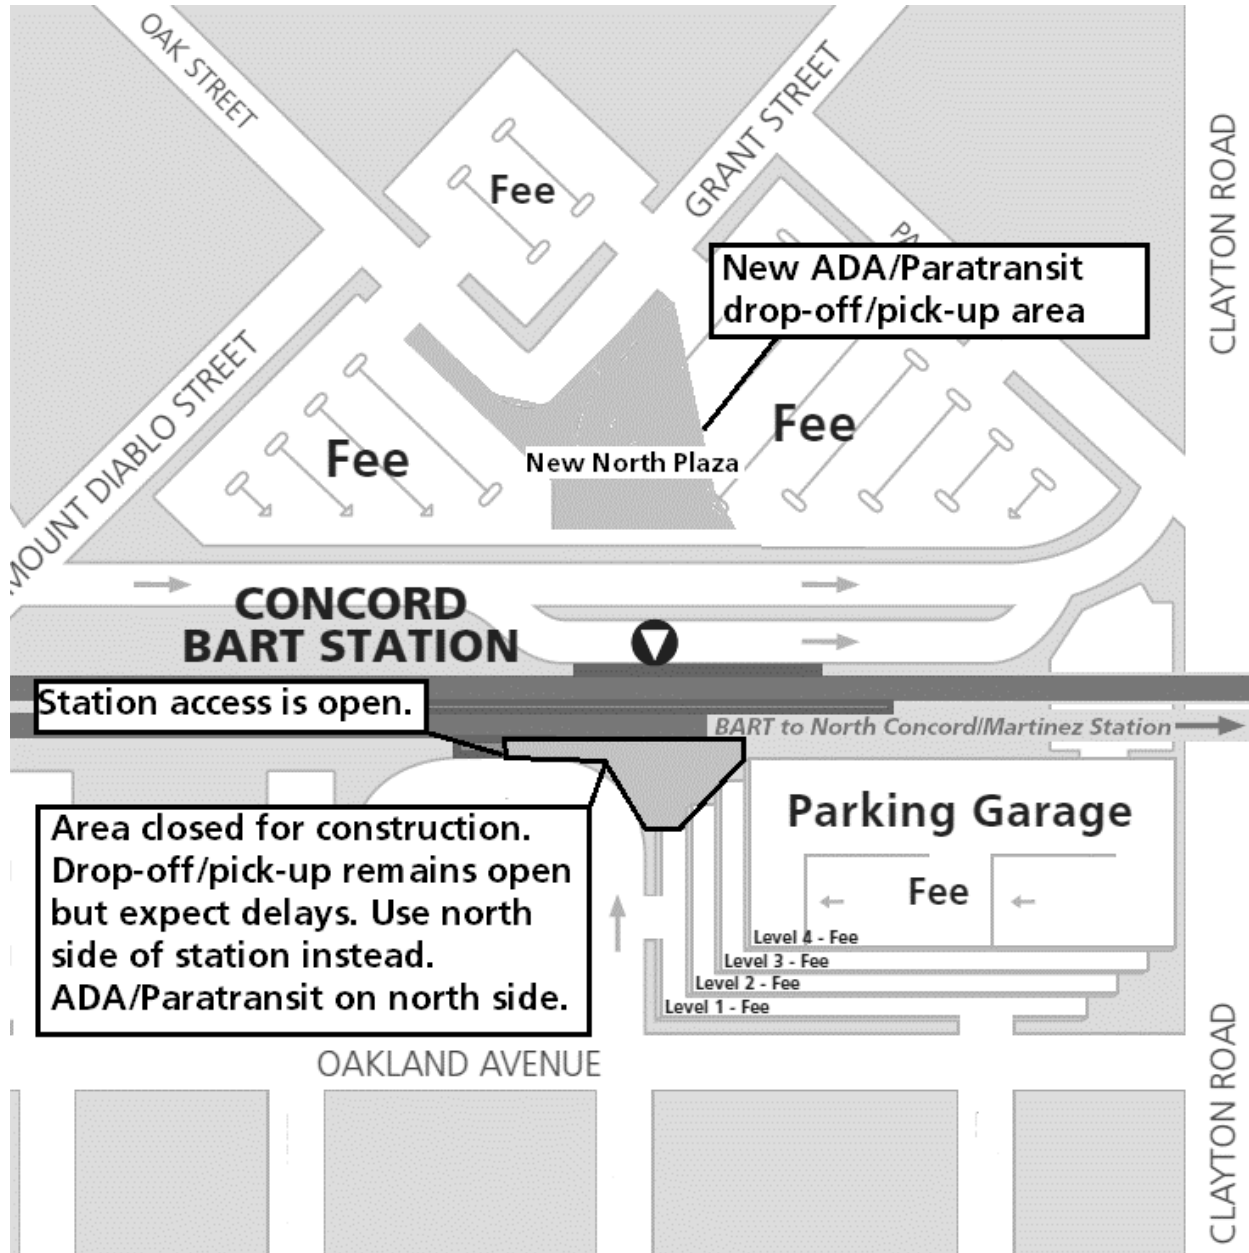 OAK STREET
GRANT STREET
CLAYTON ROAD
Fee
New ADA/Paratransit
drop-off/pick-up area
MOUNT DIABLO STREET
Fee
Fee
New North Plaza
CONCORD
BART STATION
Station access is open.
BART to North Concord/Martinez Station
Area closed for construction.
Drop-off/pick-up remains open
but expect delays. Use north
side of station instead.
ADA/Paratransit on north side.
Parking Garage
Fee
Level 4 - Fee
Level 3 - Fee
Level 2 - Fee
Level 1 - Fee
OAKLAND AVENUE
CLAYTON ROAD